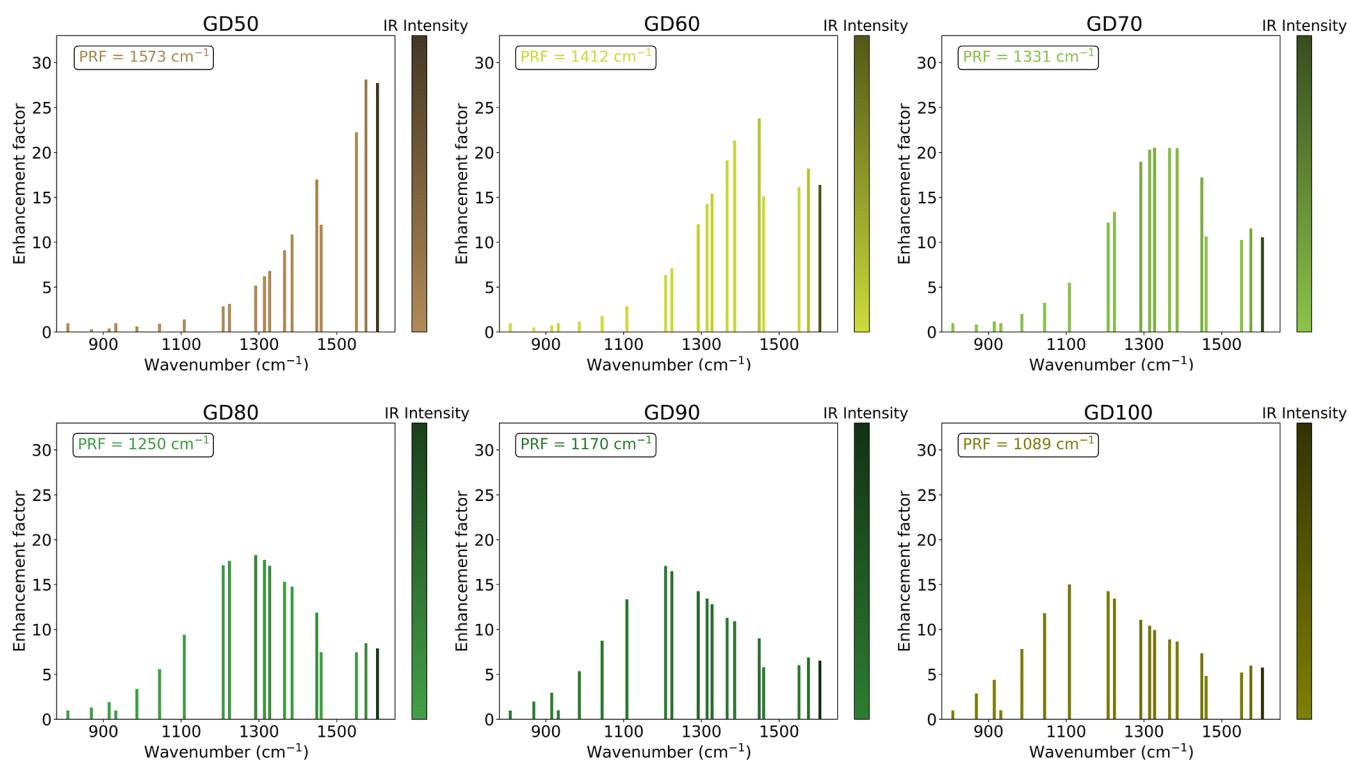 GD50
IR Intensity
PRF = 1573 cm⁻¹
Enhancement factor
30
25
20
15
10
5
0
900
1100
1300
1500
Wavenumber (cm⁻¹)
GD60
IR Intensity
PRF = 1412 cm⁻¹
Enhancement factor
30
25
20
15
10
5
0
900
1100
1300
1500
Wavenumber (cm⁻¹)
GD70
IR Intensity
PRF = 1331 cm⁻¹
Enhancement factor
30
25
20
15
10
5
0
900
1100
1300
1500
Wavenumber (cm⁻¹)
GD80
IR Intensity
PRF = 1250 cm⁻¹
Enhancement factor
30
25
20
15
10
5
0
900
1100
1300
1500
Wavenumber (cm⁻¹)
GD90
IR Intensity
PRF = 1170 cm⁻¹
Enhancement factor
30
25
20
15
10
5
0
900
1100
1300
1500
Wavenumber (cm⁻¹)
GD100
IR Intensity
PRF = 1089 cm⁻¹
Enhancement factor
30
25
20
15
10
5
0
900
1100
1300
1500
Wavenumber (cm⁻¹)